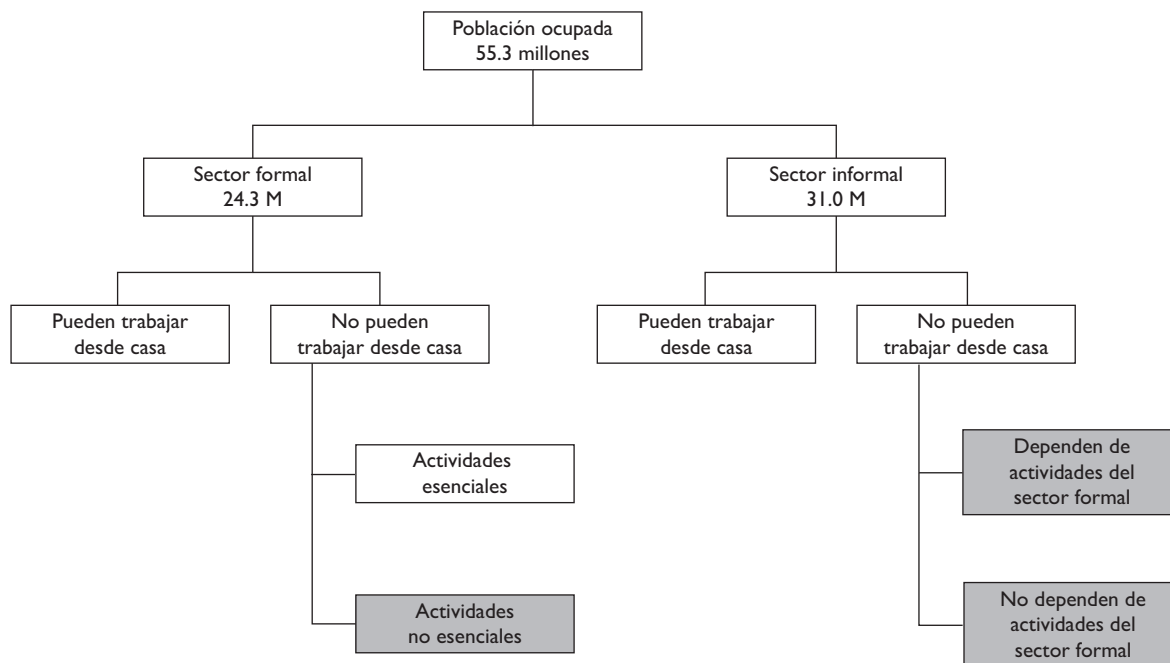 Población ocupada
55.3 millones
Sector formal
24.3 M
Sector informal
31.0 M
Pueden trabajar
desde casa
No pueden
trabajar desde casa
Pueden trabajar
desde casa
No pueden
trabajar desde casa
Actividades
esenciales
Dependen de
actividades del
sector formal
Actividades
no esenciales
No dependen de
actividades del
sector formal